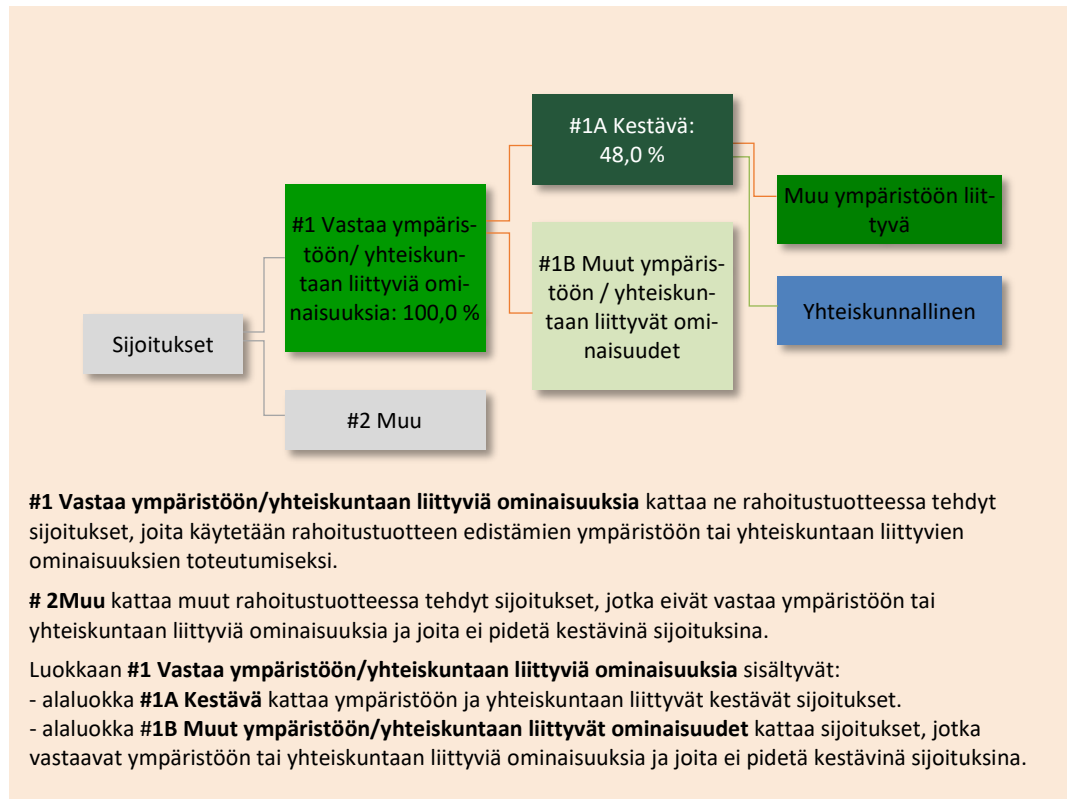 #1A Kestävä:
48,0 %
Muu ympäristöön liit-
tyvä
#1 Vastaa ympäris-
töön/ yhteiskun-
taan liittyviä omi-
naisuuksia: 100,0 %
#1B Muut ympäris-
töön / yhteiskun-
taan liittyvät omi-
naisuudet
Yhteiskunnallinen
Sijoitukset
#2 Muu
#1 Vastaa ympäristöön/yhteiskuntaan liittyviä ominaisuuksia kattaa ne rahoitustuotteessa tehdyt
sijoitukset, joita käytetään rahoitustuotteen edistämien ympäristöön tai yhteiskuntaan liittyvien
ominaisuuksien toteutumiseksi.
# 2Muu kattaa muut rahoitustuotteessa tehdyt sijoitukset, jotka eivät vastaa ympäristöön tai
yhteiskuntaan liittyviä ominaisuuksia ja joita ei pidetä kestävinä sijoituksina.
Luokkaan #1 Vastaa ympäristöön/yhteiskuntaan liittyviä ominaisuuksia sisältyvät:
- alaluokka #1A Kestävä kattaa ympäristöön ja yhteiskuntaan liittyvät kestävät sijoitukset.
- alaluokka #1B Muut ympäristöön/yhteiskuntaan liittyvät ominaisuudet kattaa sijoitukset, jotka
vastaavat ympäristöön tai yhteiskuntaan liittyviä ominaisuuksia ja joita ei pidetä kestävinä sijoituksina.